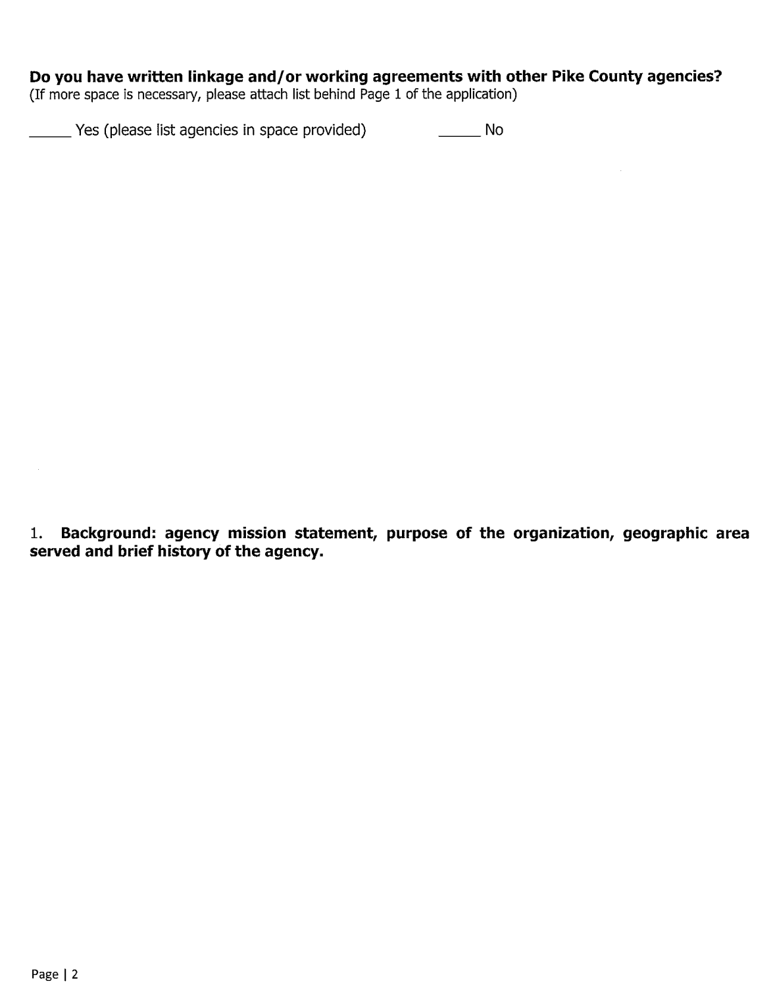 Do you have written linkage and/or working agreements with other Pike County agencies?
(If more space is necessary, please attach list behind Page 1 of the application)
_____ Yes (please list agencies in space provided) _____ No
1. Background: agency mission statement, purpose of the organization, geographic area
served and brief history of the agency.
Page | 2